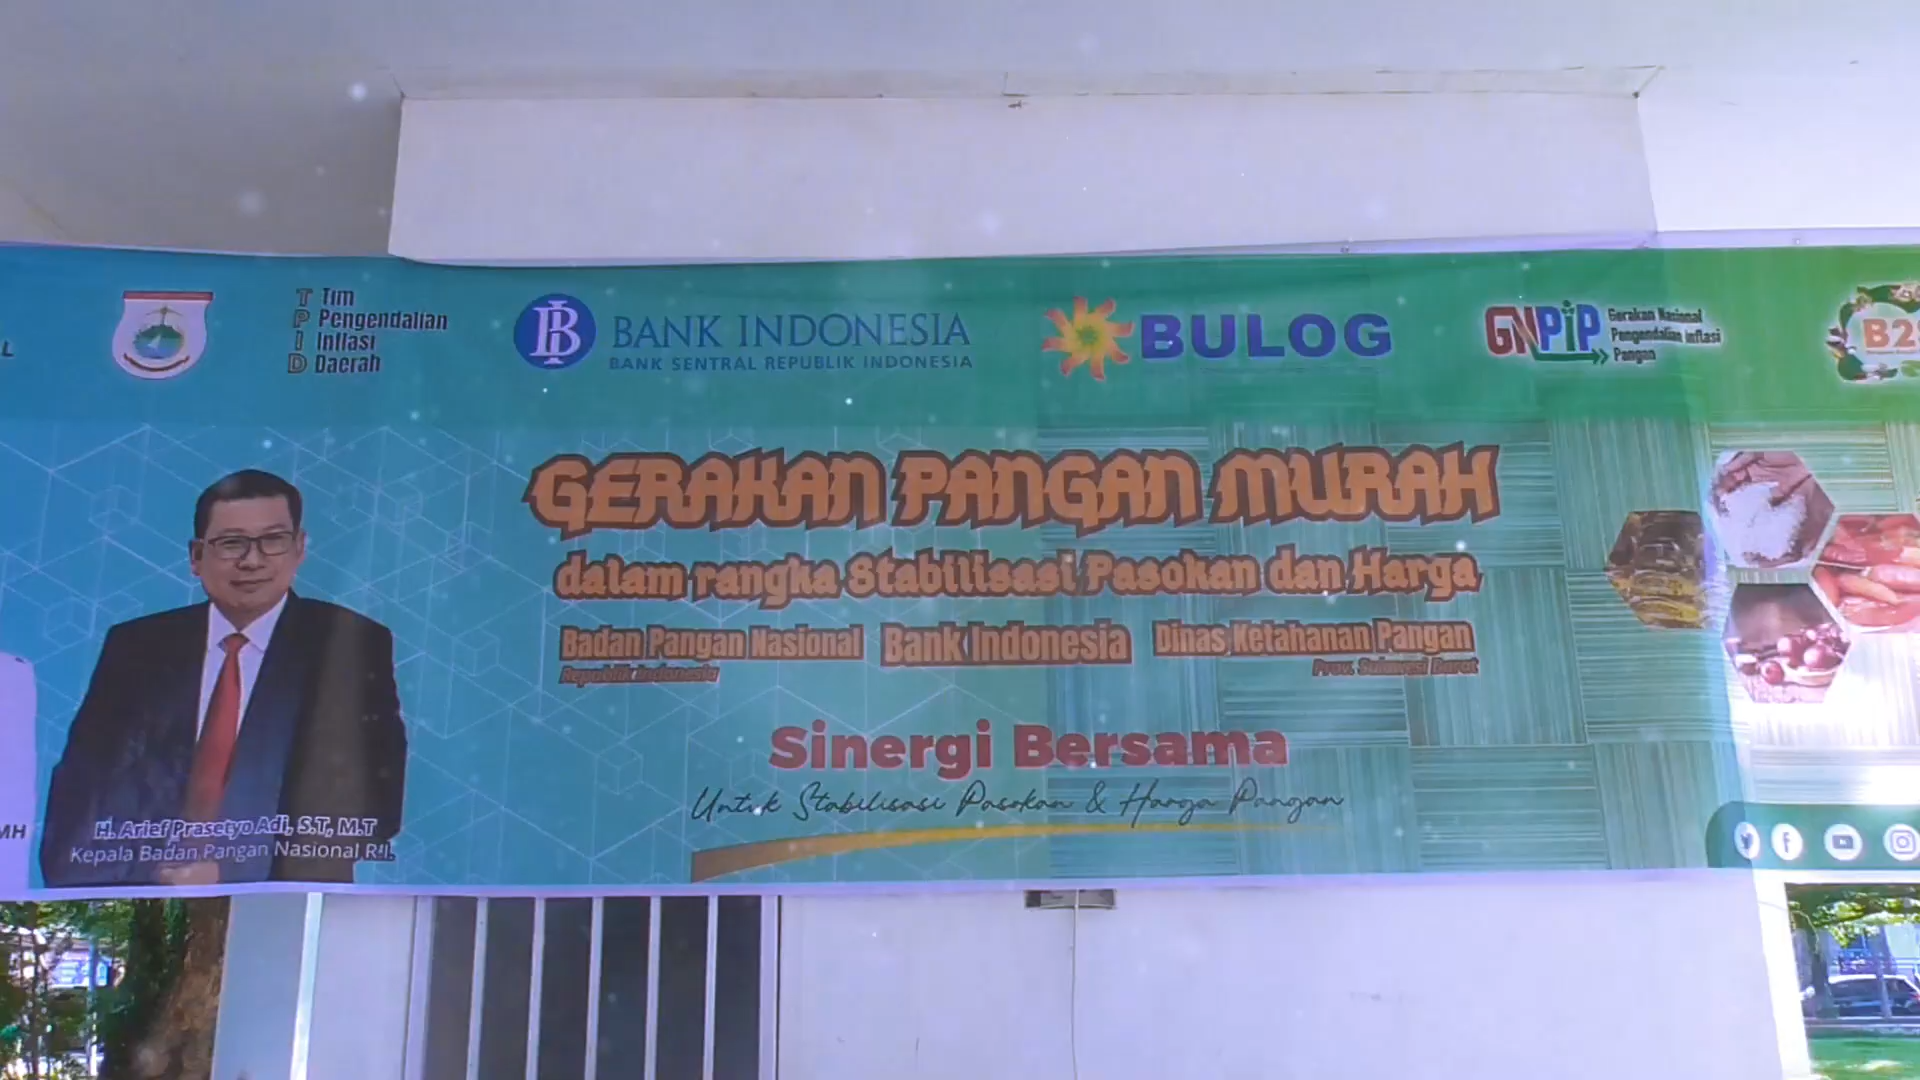 L
T Tim
P Pengendalian
I Inflasi
D Daerah
BANK INDONESIA
BANK SENTRAL REPUBLIK INDONESIA
BULOG
GNPIP
Gerakan Nasional
Pengendalian Inflasi
Pangan
B2
GERAKAN PANGAN MURAH
dalam rangka Stabilisasi Pasokan dan Harga
Badan Pangan Nasional
Republik Indonesia
Bank Indonesia
Dinas Ketahanan Pangan
Prov. Sulawesi Barat
Sinergi Bersama
Untuk Stabilisasi Pasokan & Harga Pangan
MH
H. Arief Prasetyo Adi, S.T, M.T
Kepala Badan Pangan Nasional R.I.